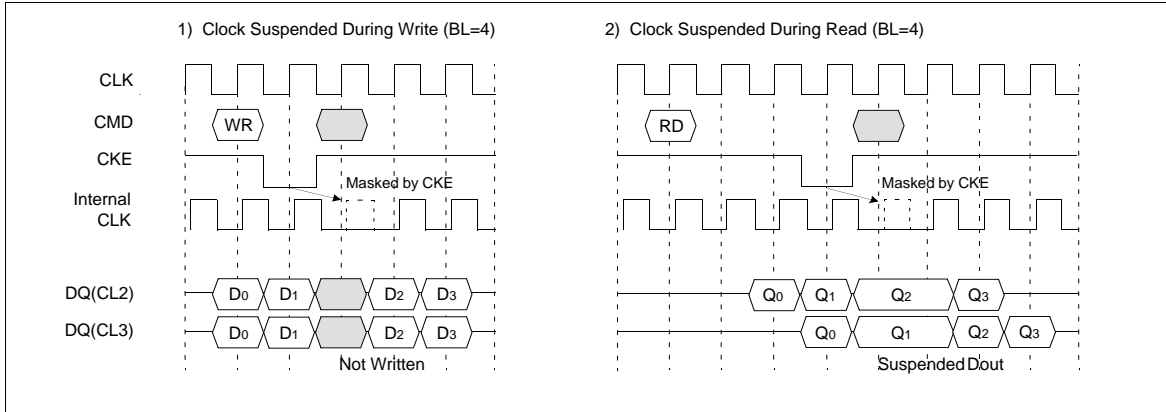 1) Clock Suspended During Write (BL=4)
2) Clock Suspended During Read (BL=4)
CLK
CMD
WR
RD
CKE
Masked by CKE
Masked by CKE
Internal
CLK
DQ(CL2)
D0 D1 D2 D3
Q0 Q1 Q2 Q3
DQ(CL3)
D0 D1 D2 D3
Q0 Q1 Q2 Q3
Not Written
Suspended Dout